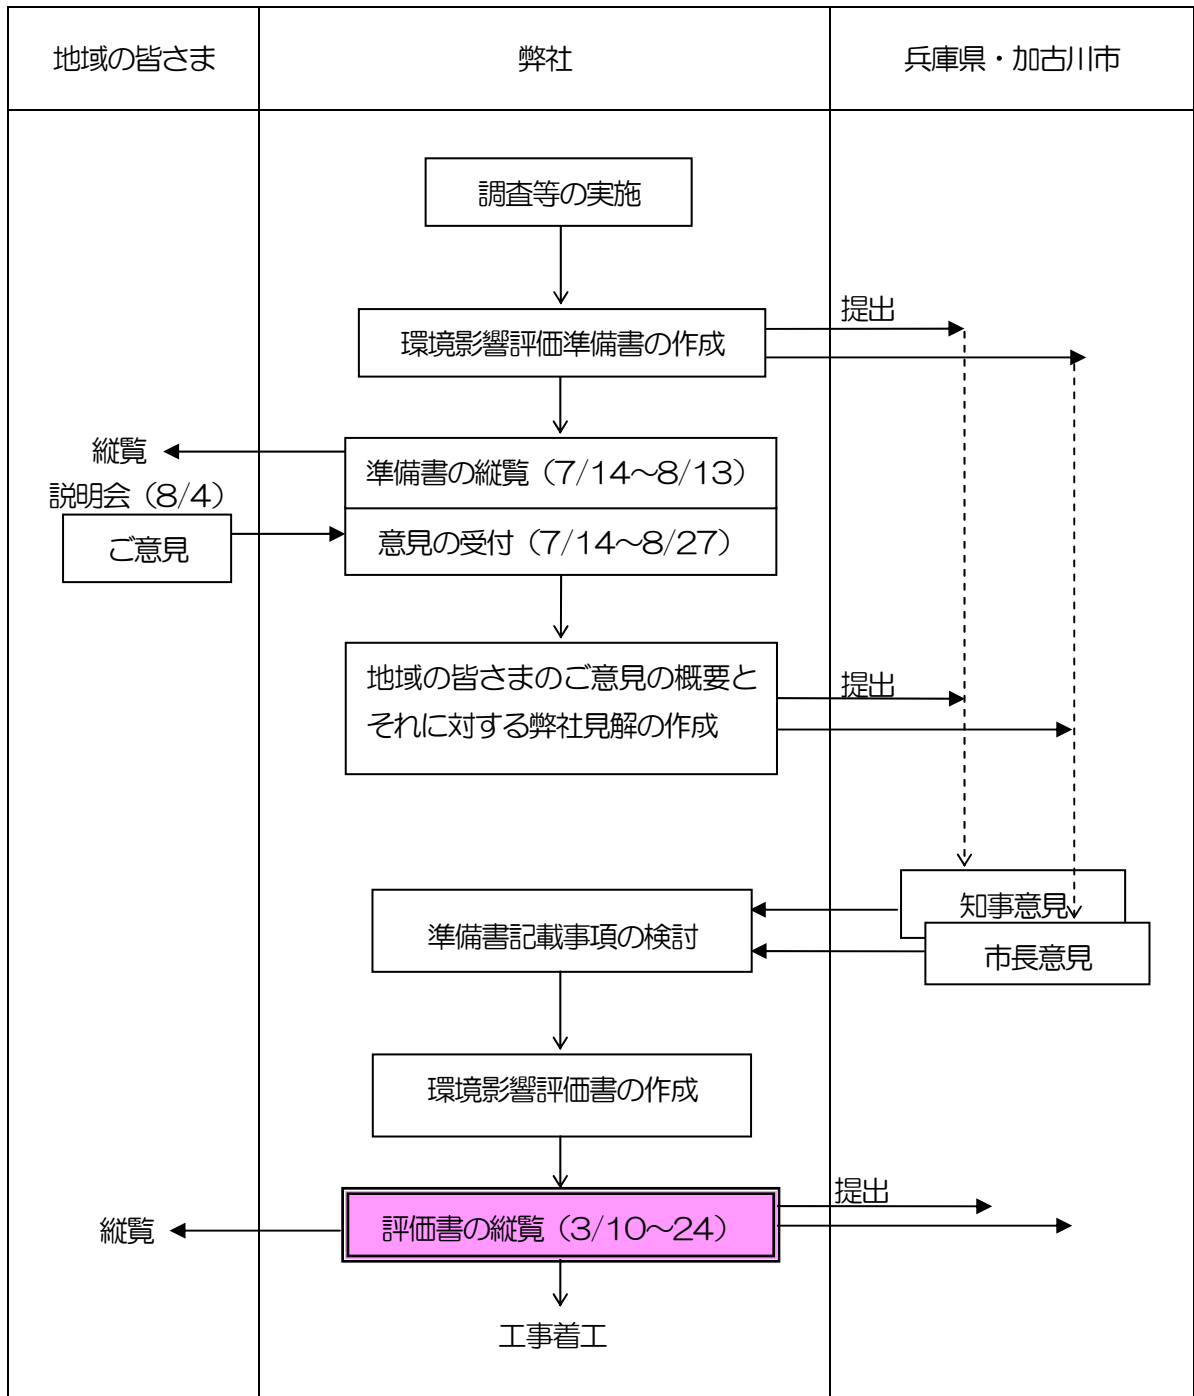 地域の皆さま
弊社
兵庫県・加古川市
調査等の実施
提出
環境影響評価準備書の作成
縦覧
説明会（8/4）
ご意見
準備書の縦覧（7/14～8/13）
意見の受付（7/14～8/27）
地域の皆さまのご意見の概要と
それに対する弊社見解の作成
提出
知事意見
市長意見
準備書記載事項の検討
環境影響評価書の作成
提出
評価書の縦覧（3/10～24）
縦覧
工事着工